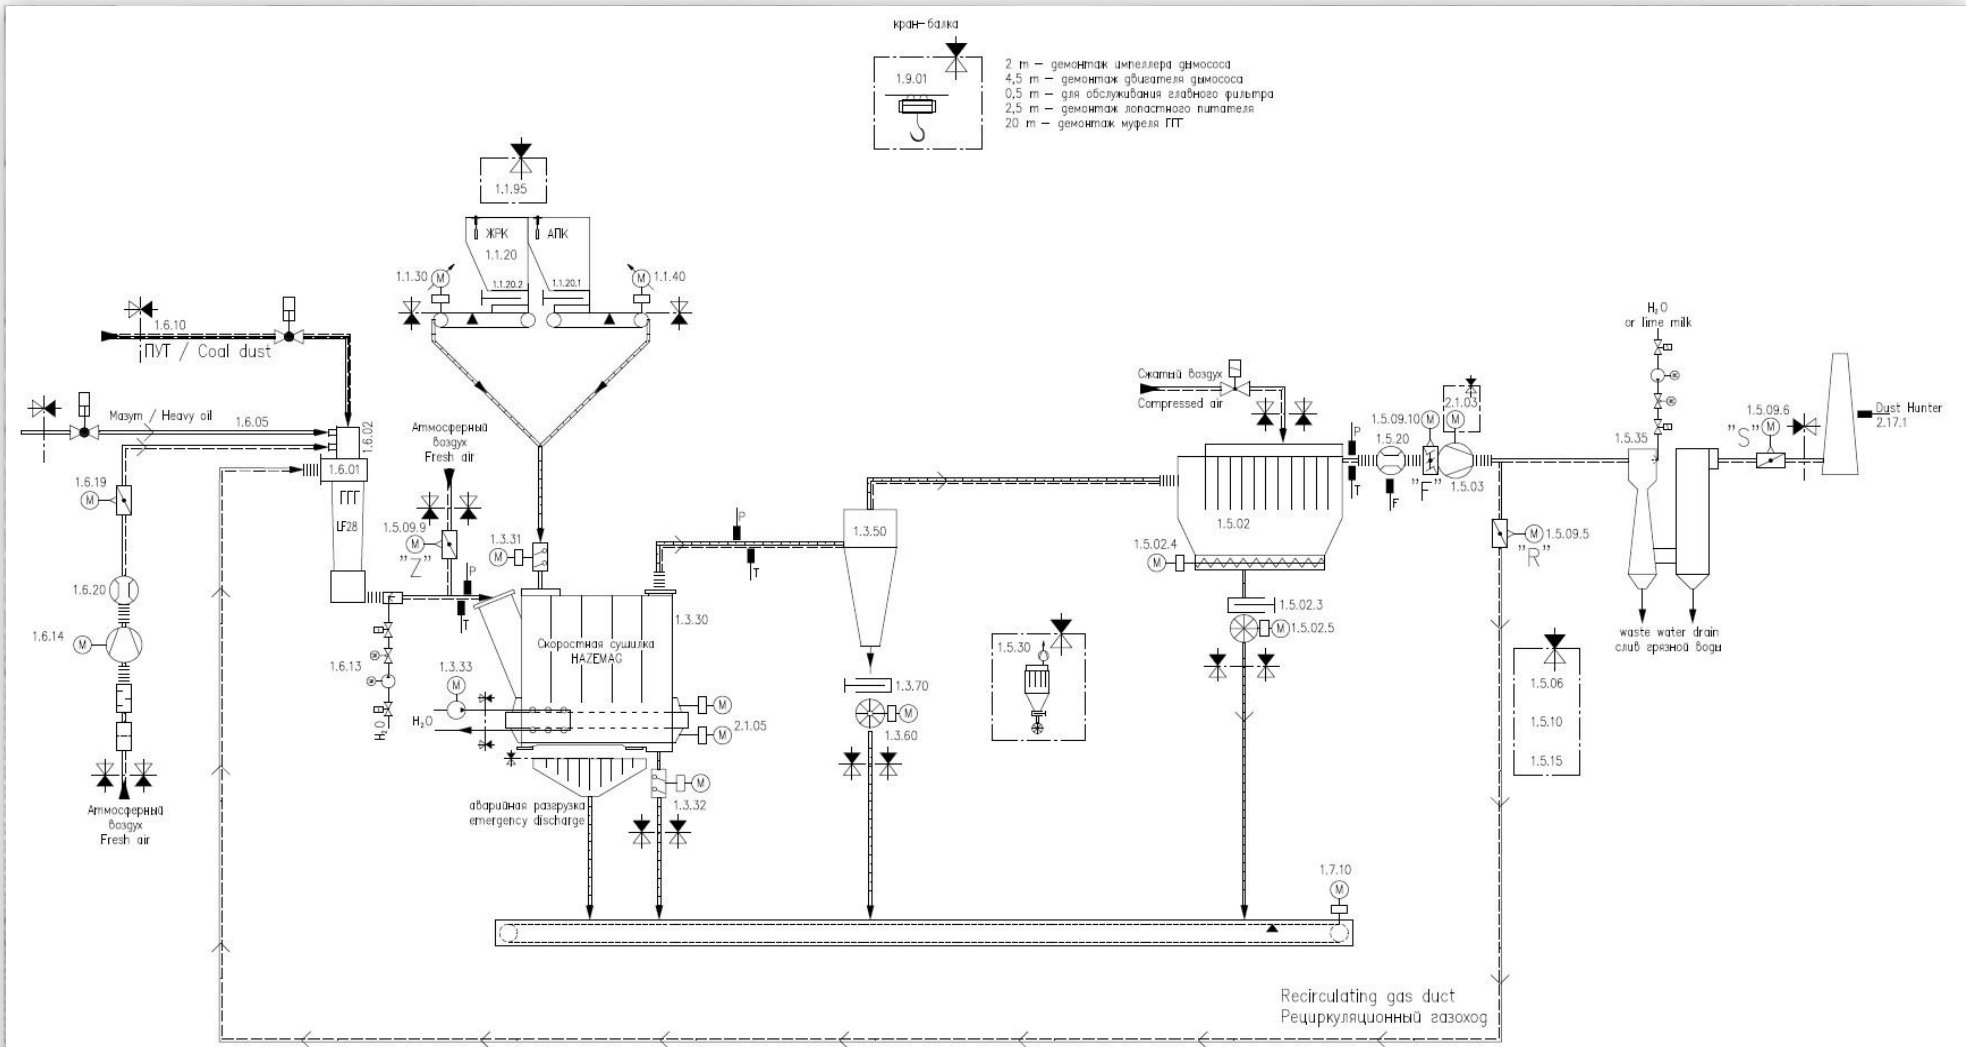 кран-балка
1.9.01
2 т — демонтаж импеллера дымососа
4,5 т — демонтаж двигателя дымососа
0,5 т — для обслуживания главного фильтра
2,5 т — демонтаж лопастного питателя
20 т — демонтаж муфеля ГГГ
1.1.95
ЖРК
АПК
1.1.20
1.1.20.2
1.1.20.1
1.1.30
M
M
1.1.40
1.6.10
ПУТ / Coal dust
Мазут / Heavy oil
1.6.05
1.6.02
1.6.01
ГГГ
LF28
1.6.19
M
1.6.20
1.6.14
M
Атмосферный
воздух
Fresh air
Атмосферный
воздух
Fresh air
1.5.09.9
M
"Z"
P
T
1.6.13
H₂O
1.3.31
M
1.3.30
Скоростная сушилка
HAZEMAG
1.3.33
M
H₂O
M
M
2.1.05
аварийная разгрузка
emergency discharge
M
1.3.32
P
T
1.3.50
1.3.70
M
1.3.60
1.5.30
Сжатый воздух
Compressed air
1.5.02
1.5.02.4
M
1.5.02.3
M
1.5.02.5
P
T
1.5.20
F
1.5.09.10
M
"F"
2.1.03
M
1.5.03
M
1.5.09.5
"R"
H₂O
or lime milk
1.5.35
waste water drain
слив грязной воды
"S"
1.5.09.6
M
Dust Hunter
2.17.1
1.5.06
1.5.10
1.5.15
1.7.10
M
Recirculating gas duct
Рециркуляционный газоход